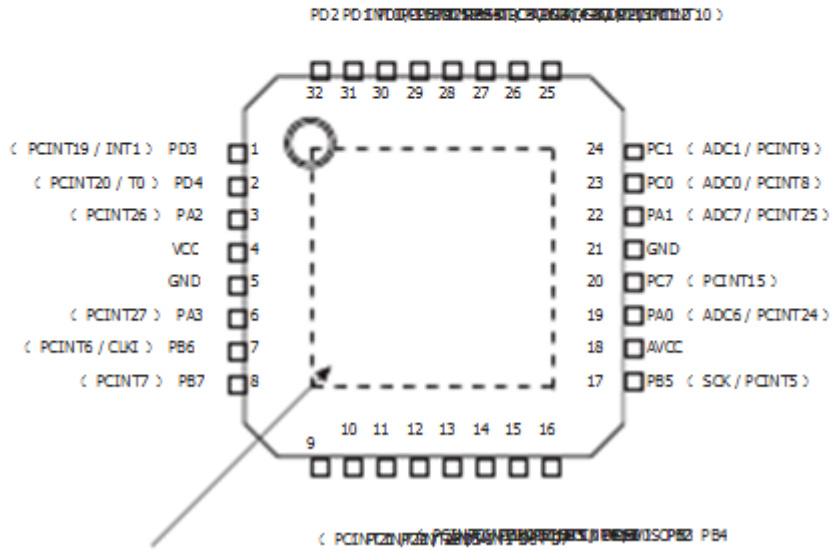 PD2 PD1
32 31 30 29 28 27 26 25
( PCINT19 / INT1 ) PD3 1
24 PC1 ( ADC1 / PCINT9 )
( PCINT20 / T0 ) PD4 2
23 PC0 ( ADC0 / PCINT8 )
( PCINT26 ) PA2 3
22 PA1 ( ADC7 / PCINT25 )
VCC 4
21 GND
GND 5
20 PC7 ( PCINT15 )
( PCINT27 ) PA3 6
19 PA0 ( ADC6 / PCINT24 )
( PCINT6 / CLKI ) PB6 7
18 AVCC
( PCINT7 ) PB7 8
17 PB5 ( SCK / PCINT5 )
9 10 11 12 13 14 15 16
PB4